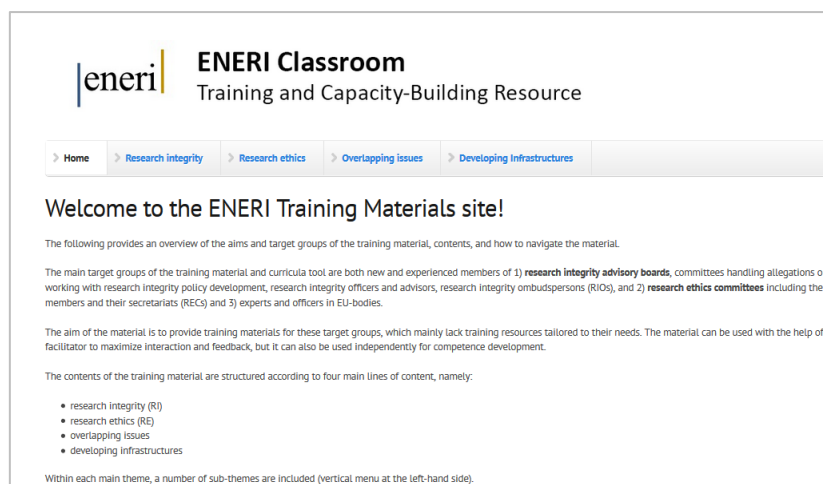 eneri
ENERI Classroom
Training and Capacity-Building Resource
Home Research integrity Research ethics Overlapping issues Developing Infrastructures
Welcome to the ENERI Training Materials site!
The following provides an overview of the aims and target groups of the training material, contents, and how to navigate the material.
The main target groups of the training material and curricula tool are both new and experienced members of 1) research integrity advisory boards, committees handling allegations o
working with research integrity policy development, research integrity officers and advisors, research integrity ombudspersons (RIOs), and 2) research ethics committees including the
members and their secretariats (RECs) and 3) experts and officers in EU-bodies.
The aim of the material is to provide training materials for these target groups, which mainly lack training resources tailored to their needs. The material can be used with the help of
facilitator to maximize interaction and feedback, but it can also be used independently for competence development.
The contents of the training material are structured according to four main lines of content, namely:
• research integrity (RI)
• research ethics (RE)
• overlapping issues
• developing infrastructures
Within each main theme, a number of sub-themes are included (vertical menu at the left-hand side).